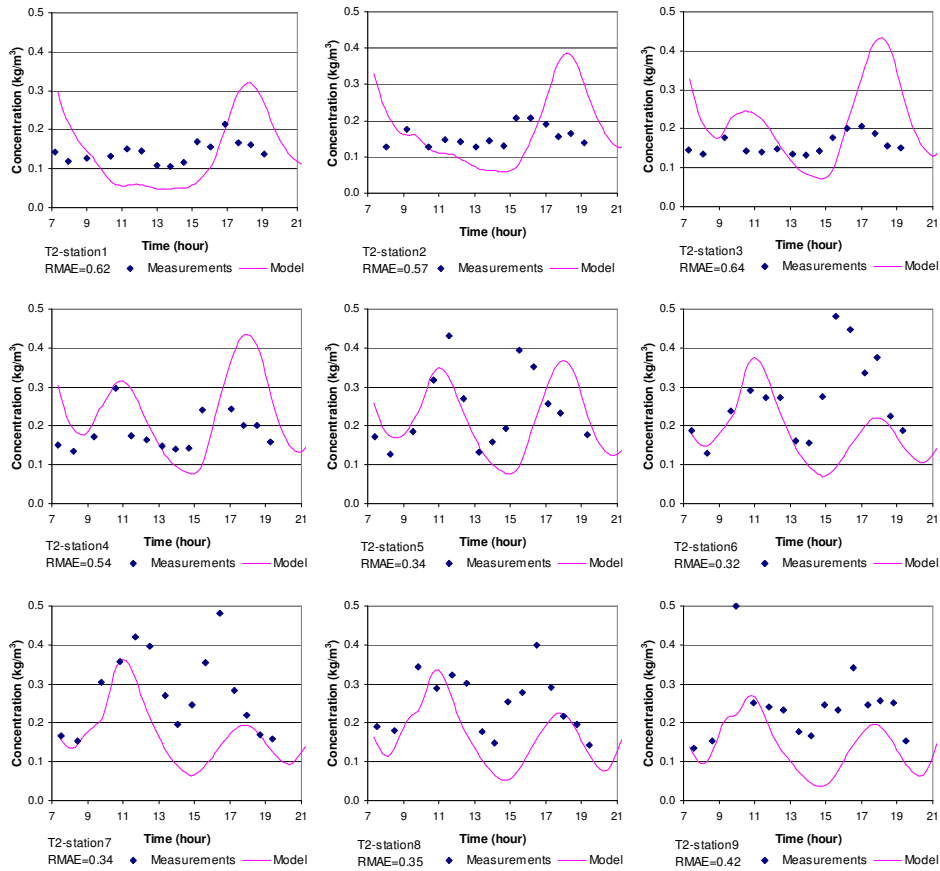 Concentration (kg/m³)
0.5
0.4
0.3
0.2
0.1
0.0
7 9 11 13 15 17 19 21
Time (hour)
T2-station1
RMAE=0.62 Measurements Model
Concentration (kg/m³)
0.5
0.4
0.3
0.2
0.1
0.0
7 9 11 13 15 17 19 21
Time (hour)
T2-station2
RMAE=0.57 Measurements Model
Concentration (kg/m³)
0.5
0.4
0.3
0.2
0.1
0.0
7 9 11 13 15 17 19 21
Time (hour)
T2-station3
RMAE=0.64 Measurements Model
Concentration (kg/m³)
0.5
0.4
0.3
0.2
0.1
0.0
7 9 11 13 15 17 19 21
Time (hour)
T2-station4
RMAE=0.54 Measurements Model
Concentration (kg/m³)
0.5
0.4
0.3
0.2
0.1
0.0
7 9 11 13 15 17 19 21
Time (hour)
T2-station5
RMAE=0.34 Measurements Model
Concentration (kg/m³)
0.5
0.4
0.3
0.2
0.1
0.0
7 9 11 13 15 17 19 21
Time (hour)
T2-station6
RMAE=0.32 Measurements Model
Concentration (kg/m³)
0.5
0.4
0.3
0.2
0.1
0.0
7 9 11 13 15 17 19 21
Time (hour)
T2-station7
RMAE=0.34 Measurements Model
Concentration (kg/m³)
0.5
0.4
0.3
0.2
0.1
0.0
7 9 11 13 15 17 19 21
Time (hour)
T2-station8
RMAE=0.35 Measurements Model
Concentration (kg/m³)
0.5
0.4
0.3
0.2
0.1
0.0
7 9 11 13 15 17 19 21
Time (hour)
T2-station9
RMAE=0.42 Measurements Model